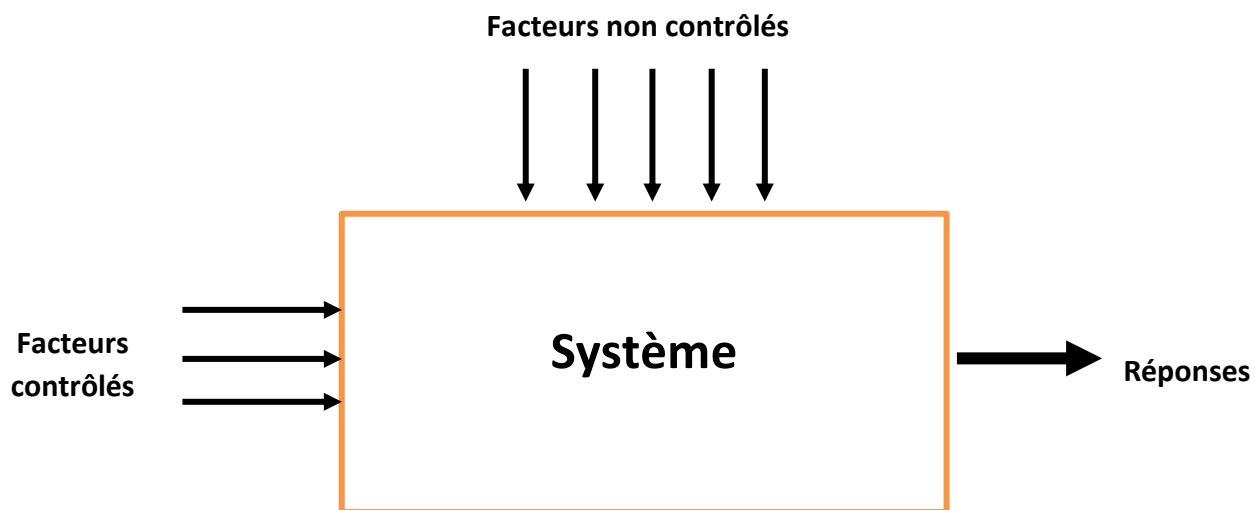 Facteurs non contrôlés
Facteurs
contrôlés
Système
Réponses